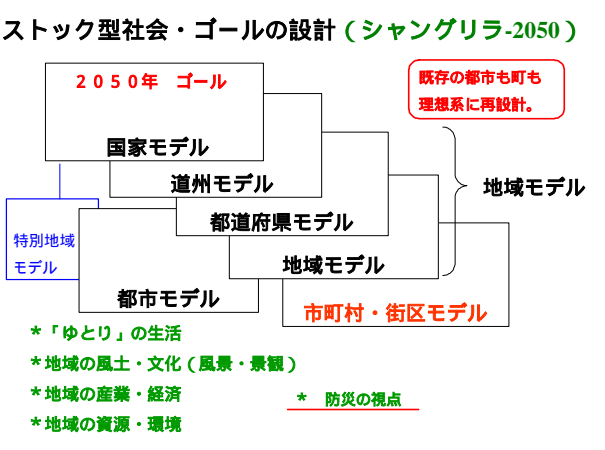 ストック型社会・ゴールの設計（シャングリラ-2050）
２０５０年　ゴール
既存の都市も町も
理想系に再設計。
国家モデル
道州モデル
地域モデル
都道府県モデル
特別地域
モデル
地域モデル
都市モデル
市町村・街区モデル
＊「ゆとり」の生活
＊地域の風土・文化（風景・景観）
＊地域の産業・経済
＊　防災の視点
＊地域の資源・環境